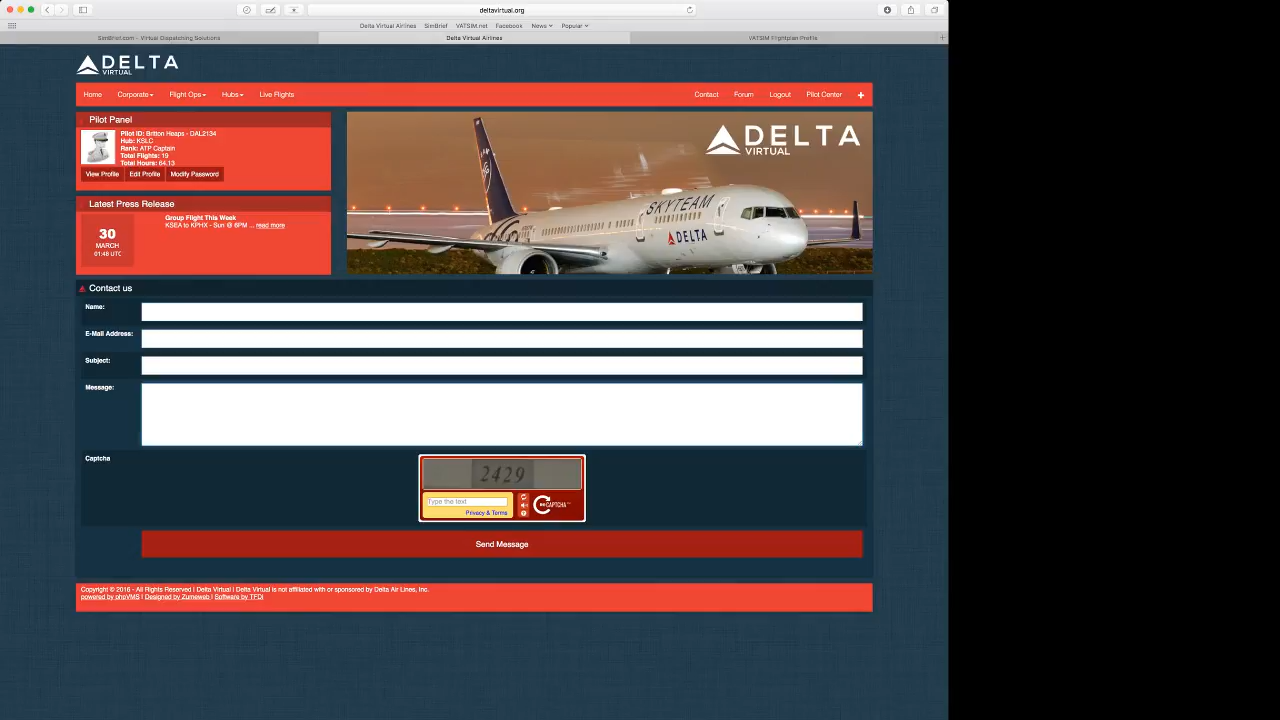 deltavirtual.org
Delta Virtual Airlines SimBrief VATSIM.net Facebook News Popular
SimBrief.com - Virtual Dispatching Solutions Delta Virtual Airlines VATSIM Flightplan Prefile
DELTA
VIRTUAL
Home Corporate Flight Ops Hubs Live Flights Contact Forum Logout Pilot Center
Pilot Panel
Pilot ID: Britton Heaps - DAL2134
Hub: KSLC
Rank: ATP Captain
Total Flights: 19
Total Hours: 64.13
View Profile Edit Profile Modify Password
DELTA
VIRTUAL
SKYTEAM
DELTA
Latest Press Release
30
MARCH
01:48 UTC
Group Flight This Week
KSEA to KPHX - Sun @ 6PM ... read more
Contact us
Name:
E-Mail Address:
Subject:
Message:
Captcha
2429
Type the text
Privacy & Terms
reCAPTCHA
Send Message
Copyright © 2016 - All Rights Reserved | Delta Virtual | Delta Virtual is not affiliated with or sponsored by Delta Air Lines, Inc.
powered by phpVMS | Designed by Zumeweb | Software by TFDI